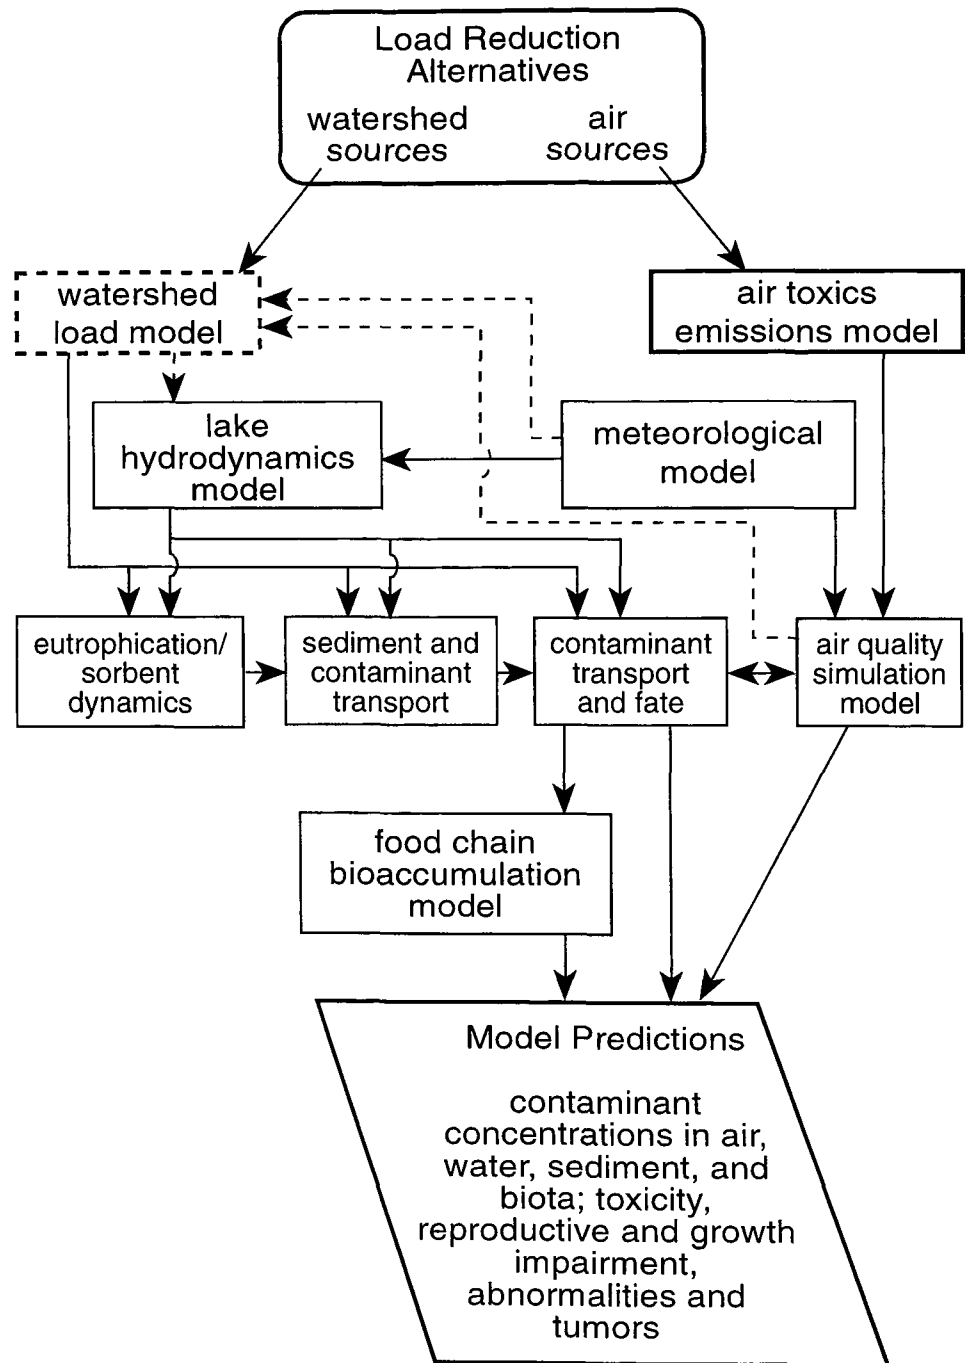 Load Reduction
Alternatives
watershed
sources
air
sources
watershed
load model
air toxics
emissions model
lake
hydrodynamics
model
meteorological
model
eutrophication/
sorbent
dynamics
sediment and
contaminant
transport
contaminant
transport
and fate
air quality
simulation
model
food chain
bioaccumulation
model
Model Predictions
contaminant
concentrations in air,
water, sediment, and
biota; toxicity,
reproductive and growth
impairment,
abnormalities and
tumors